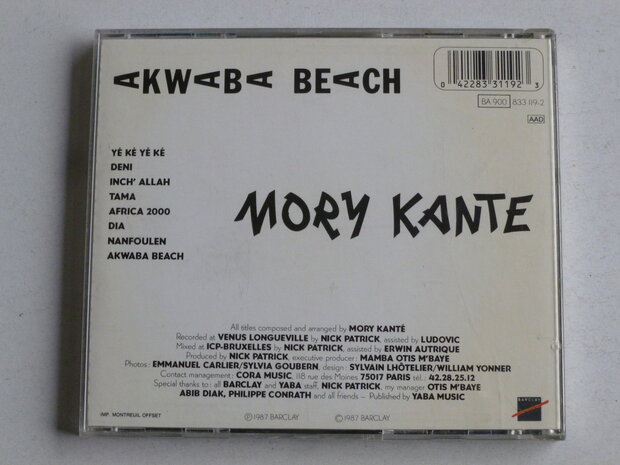 AKWABA BEACH
0 42283 31192 3
BA 900 833 119-2
AAD
YÉ KÉ YÉ KÉ
DENI
INCH' ALLAH
TAMA
AFRICA 2000
DIA
NANFOULEN
AKWABA BEACH
MORY KANTE
All titles composed and arranged by MORY KANTÉ
Recorded at VENUS LONGUEVILLE by NICK PATRICK, assisted by LUDOVIC
Mixed at ICP-BRUXELLES by NICK PATRICK, assisted by ERWIN AUTRIQUE
Produced by NICK PATRICK, executive producer: MAMBA OTIS M'BAYE
Photos: EMMANUEL CARLIER/SYLVIA GOUBERN, design: SYLVAIN LHÔTELIER/WILLIAM YONNER
Contact management: CORA MUSIC, 118 rue des Moines 75017 PARIS tél.: 42.28.25.12
Special thanks to: all BARCLAY and YABA staff, NICK PATRICK, my manager OTIS M'BAYE
ABIB DIAK, PHILIPPE CONRATH and all friends – Published by YABA MUSIC
IMP. MONTREUIL OFFSET
Ⓟ 1987 BARCLAY © 1987 BARCLAY
BARCLAY